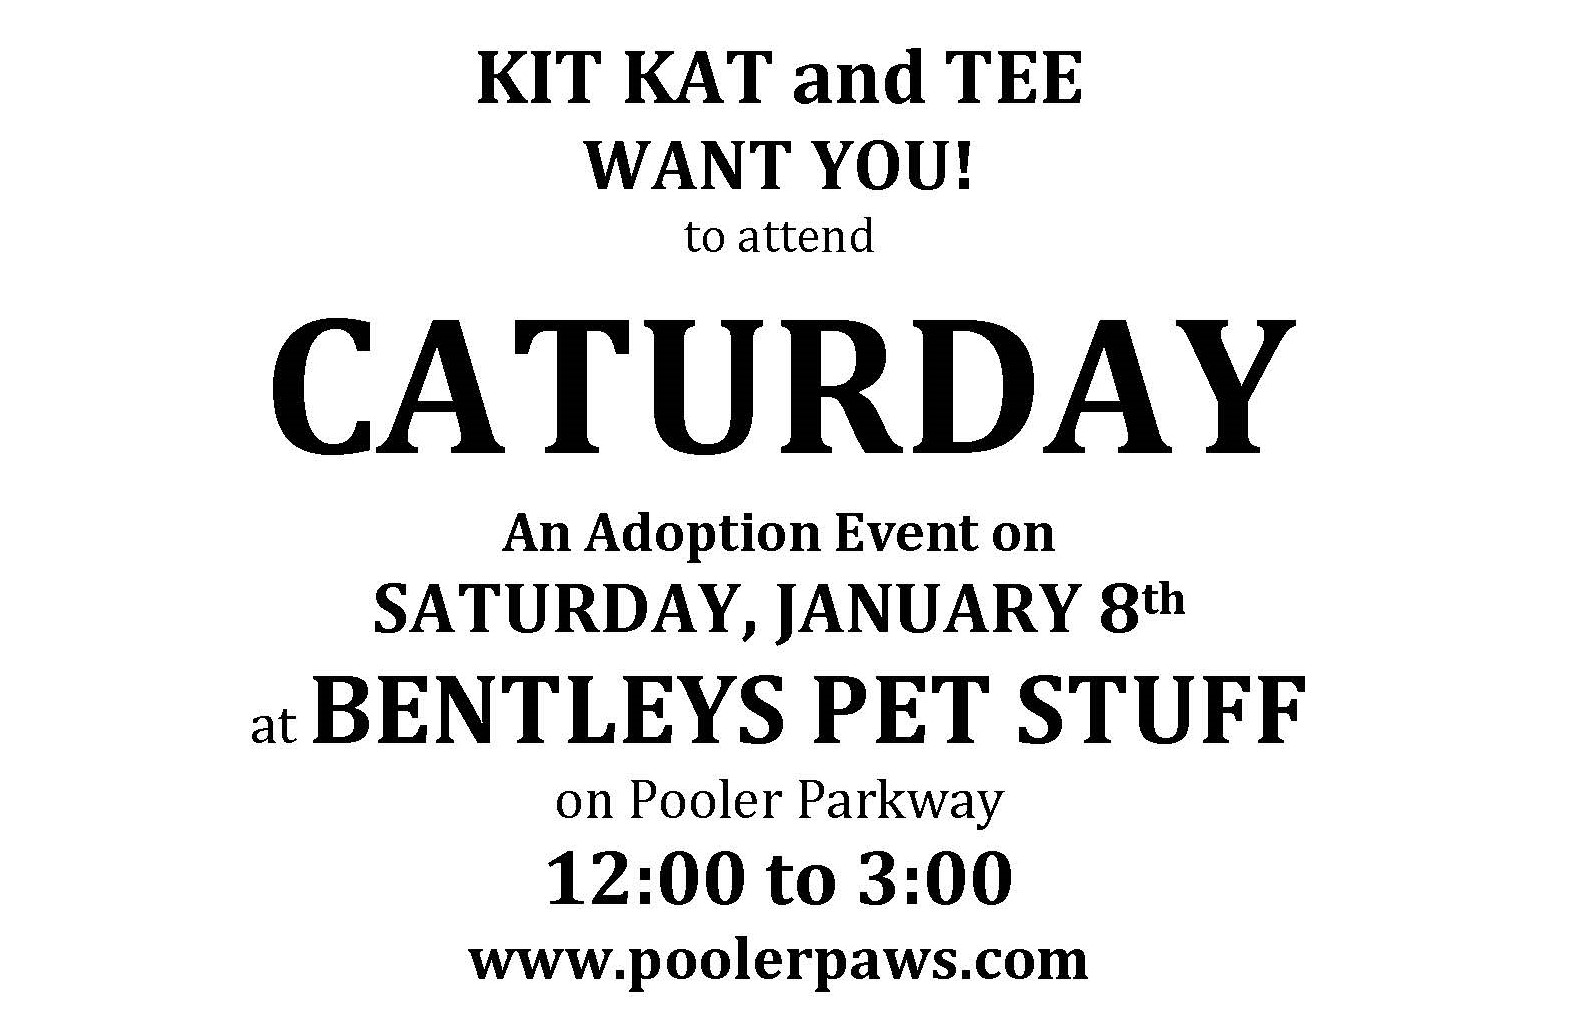 KIT KAT and TEE
WANT YOU!
to attend
CATURDAY
An Adoption Event on
SATURDAY, JANUARY 8th
at BENTLEYS PET STUFF
on Pooler Parkway
12:00 to 3:00
www.poolerpaws.com